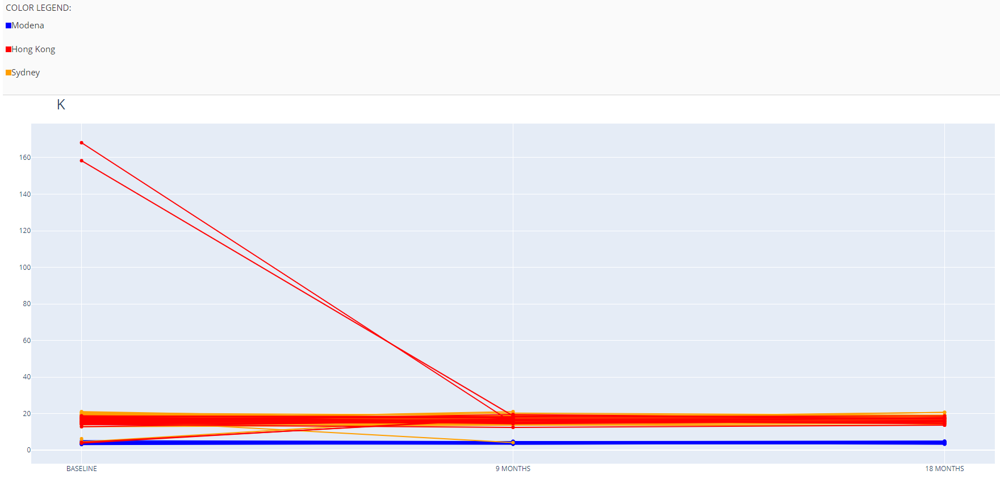 COLOR LEGEND:
Modena
Hong Kong
Sydney
K
160
140
120
100
80
60
40
20
0
BASELINE 9 MONTHS 18 MONTHS